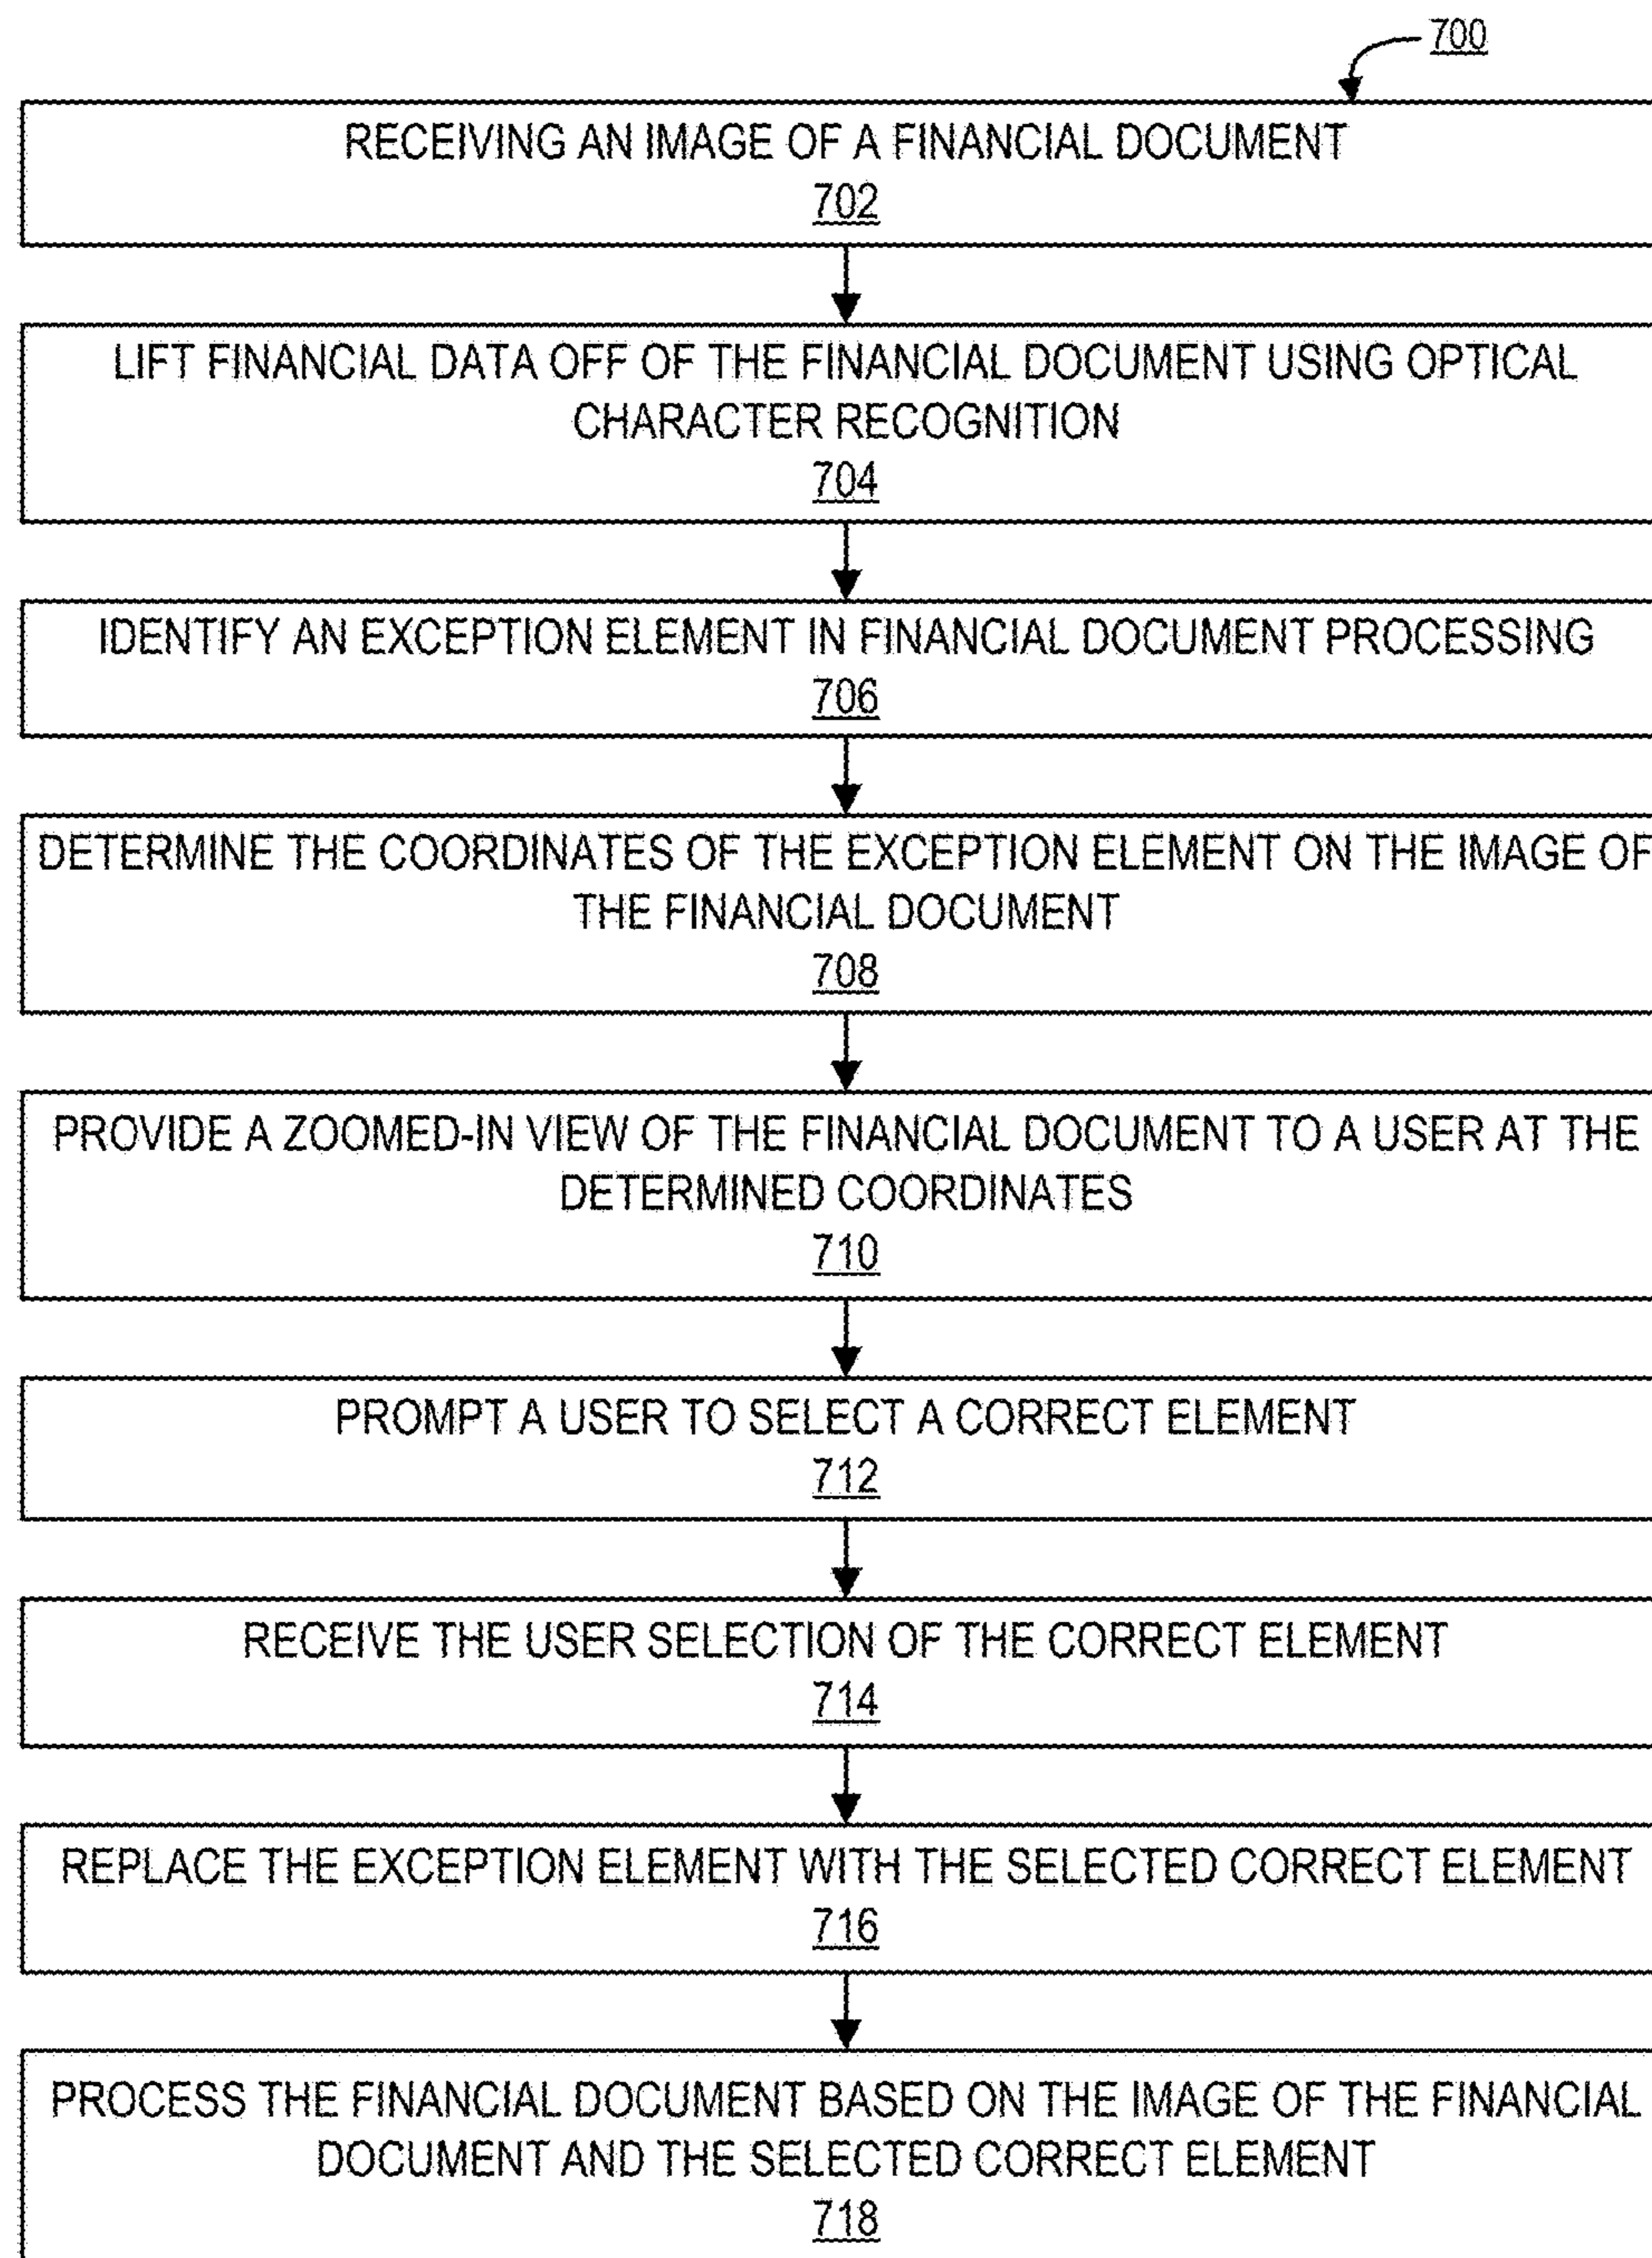 700
RECEIVING AN IMAGE OF A FINANCIAL DOCUMENT
702
LIFT FINANCIAL DATA OFF OF THE FINANCIAL DOCUMENT USING OPTICAL
CHARACTER RECOGNITION
704
IDENTIFY AN EXCEPTION ELEMENT IN FINANCIAL DOCUMENT PROCESSING
706
DETERMINE THE COORDINATES OF THE EXCEPTION ELEMENT ON THE IMAGE OF
THE FINANCIAL DOCUMENT
708
PROVIDE A ZOOMED-IN VIEW OF THE FINANCIAL DOCUMENT TO A USER AT THE
DETERMINED COORDINATES
710
PROMPT A USER TO SELECT A CORRECT ELEMENT
712
RECEIVE THE USER SELECTION OF THE CORRECT ELEMENT
714
REPLACE THE EXCEPTION ELEMENT WITH THE SELECTED CORRECT ELEMENT
716
PROCESS THE FINANCIAL DOCUMENT BASED ON THE IMAGE OF THE FINANCIAL
DOCUMENT AND THE SELECTED CORRECT ELEMENT
718